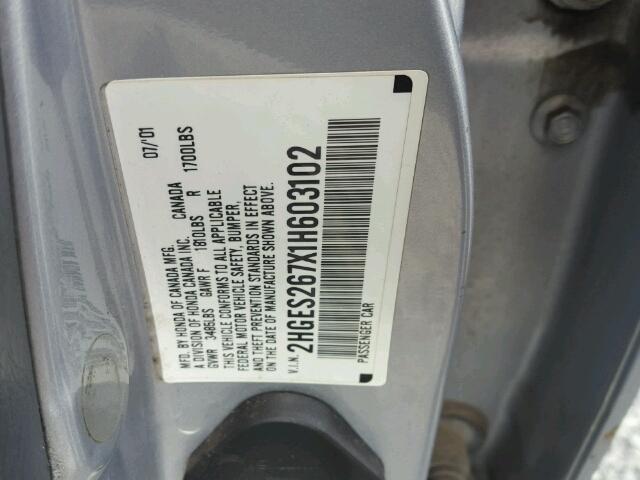 MFD. BY HONDA OF CANADA MFG. 07/'01
A DIVISION OF HONDA CANADA INC. CANADA
GVWR 3485LBS GAWR F 1810LBS R 1700LBS
THIS VEHICLE CONFORMS TO ALL APPLICABLE
FEDERAL MOTOR VEHICLE SAFETY, BUMPER,
AND THEFT PREVENTION STANDARDS IN EFFECT
ON THE DATE OF MANUFACTURE SHOWN ABOVE.
V.I.N. 2HGES267X1H603102
PASSENGER CAR